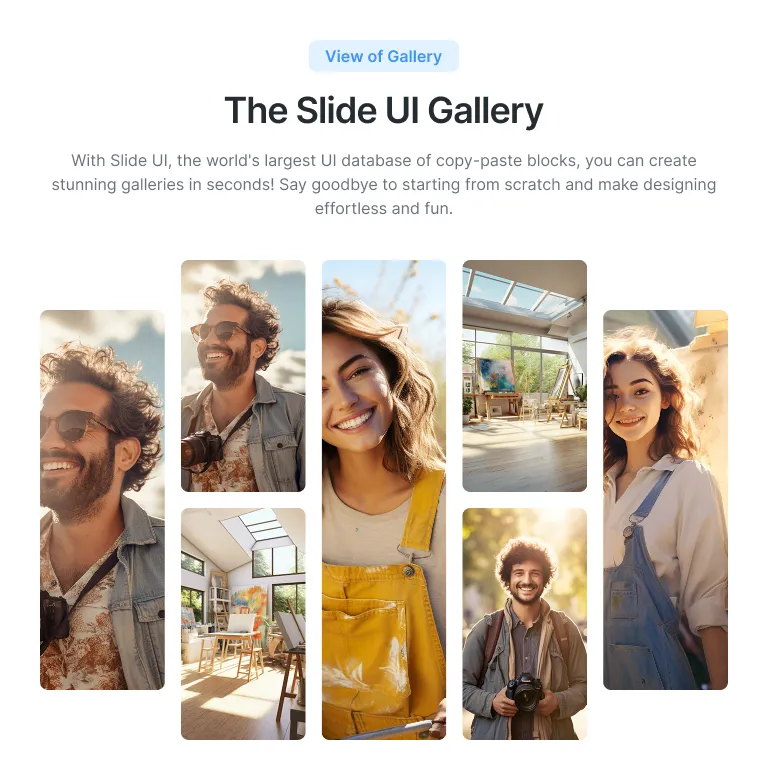 View of Gallery
The Slide UI Gallery
With Slide UI, the world's largest UI database of copy-paste blocks, you can create
stunning galleries in seconds! Say goodbye to starting from scratch and make designing
effortless and fun.